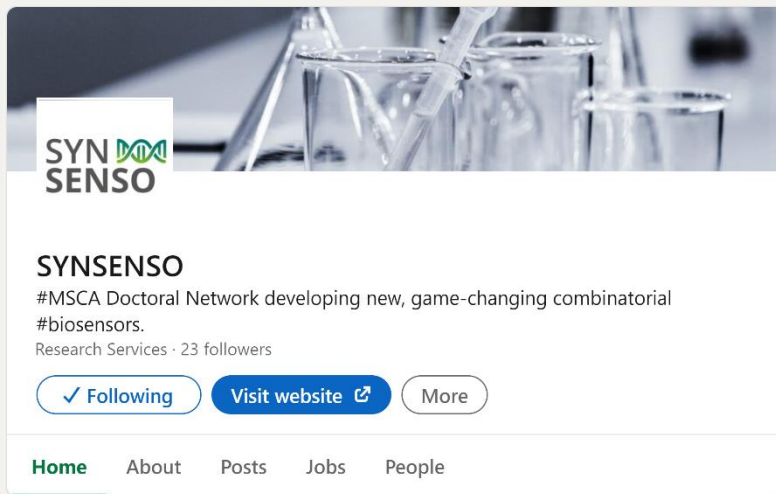 SYN
SENSO
SYNSENSO
#MSCA Doctoral Network developing new, game-changing combinatorial
#biosensors.
Research Services · 23 followers
✓ Following
Visit website
More
Home
About
Posts
Jobs
People